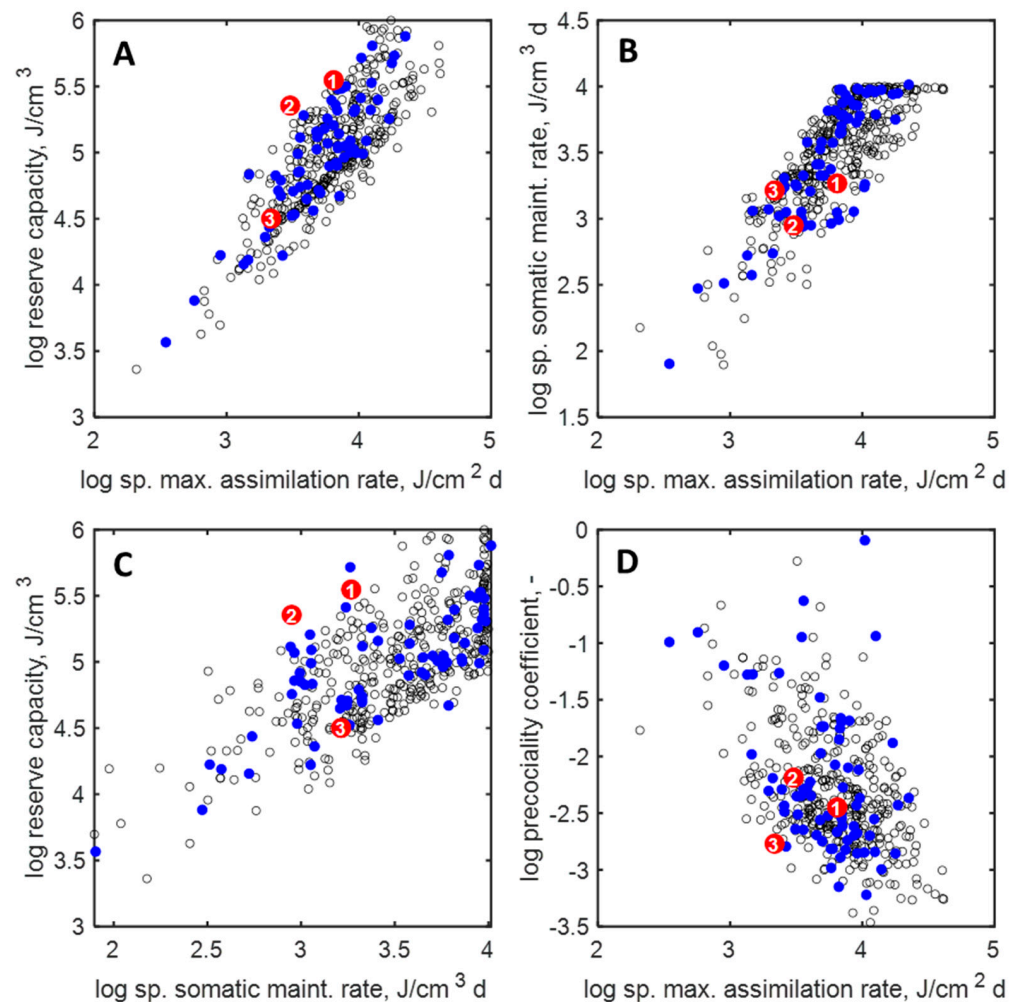 A
log reserve capacity, J/cm 3
6
5.5
5
4.5
4
3.5
3
2 3 4 5
log sp. max. assimilation rate, J/cm 2 d
1
2
3
B
log sp. somatic maint. rate, J/cm 3 d
4.5
4
3.5
3
2.5
2
1.5
2 3 4 5
log sp. max. assimilation rate, J/cm 2 d
3
1
2
C
log reserve capacity, J/cm 3
6
5.5
5
4.5
4
3.5
3
2 2.5 3 3.5 4
log sp. somatic maint. rate, J/cm 3 d
1
2
3
D
log precociality coefficient, -
0
-0.5
-1
-1.5
-2
-2.5
-3
-3.5
2 3 4 5
log sp. max. assimilation rate, J/cm 2 d
2
1
3